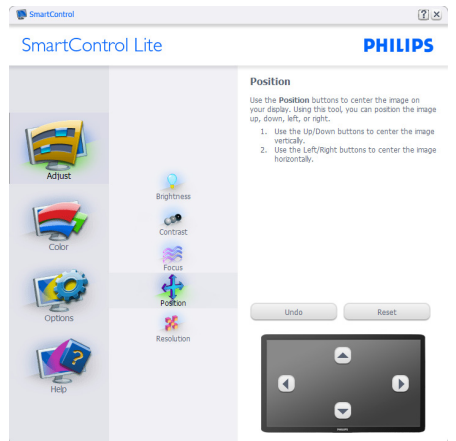 SmartControl
? x
SmartControl Lite
PHILIPS
Adjust
Color
Options
Help
Brightness
Contrast
Focus
Position
Resolution
Position
Use the Position buttons to center the image on
your display. Using this tool, you can position the image
up, down, left, or right.
1. Use the Up/Down buttons to center the image
vertically.
2. Use the Left/Right buttons to center the image
horizontally.
Undo
Reset
PHILIPS